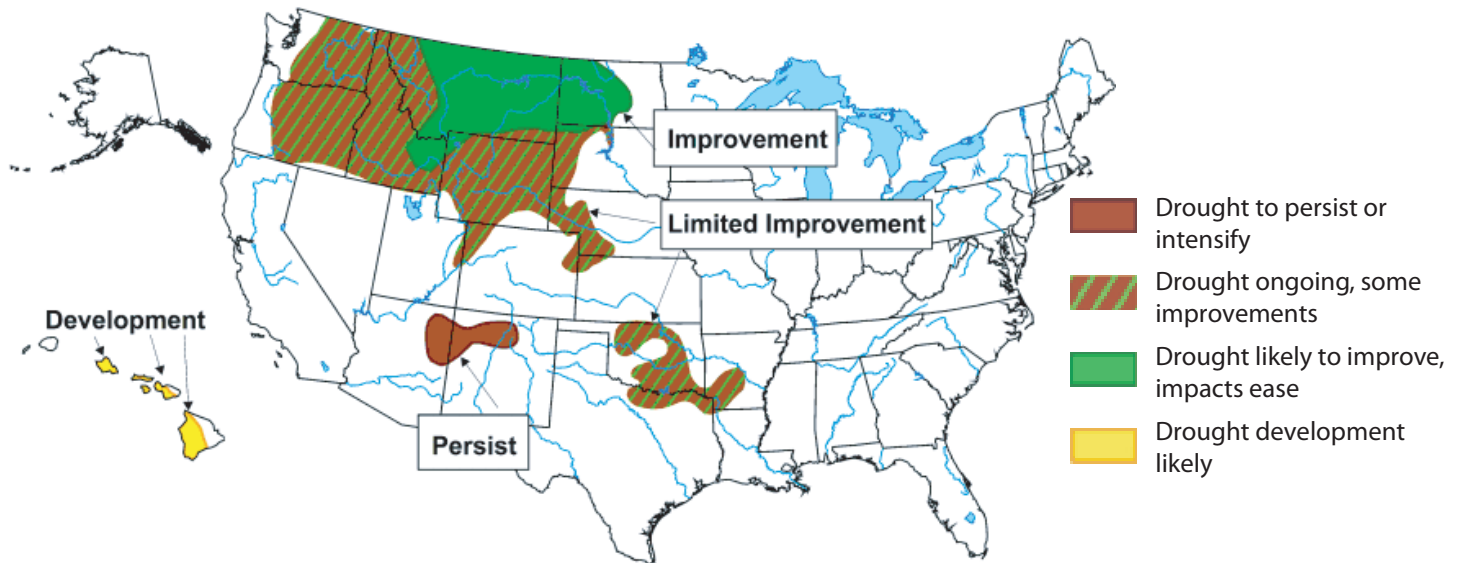 Improvement
Limited Improvement
Development
Persist
Drought to persist or
intensify
Drought ongoing, some
improvements
Drought likely to improve,
impacts ease
Drought development
likely